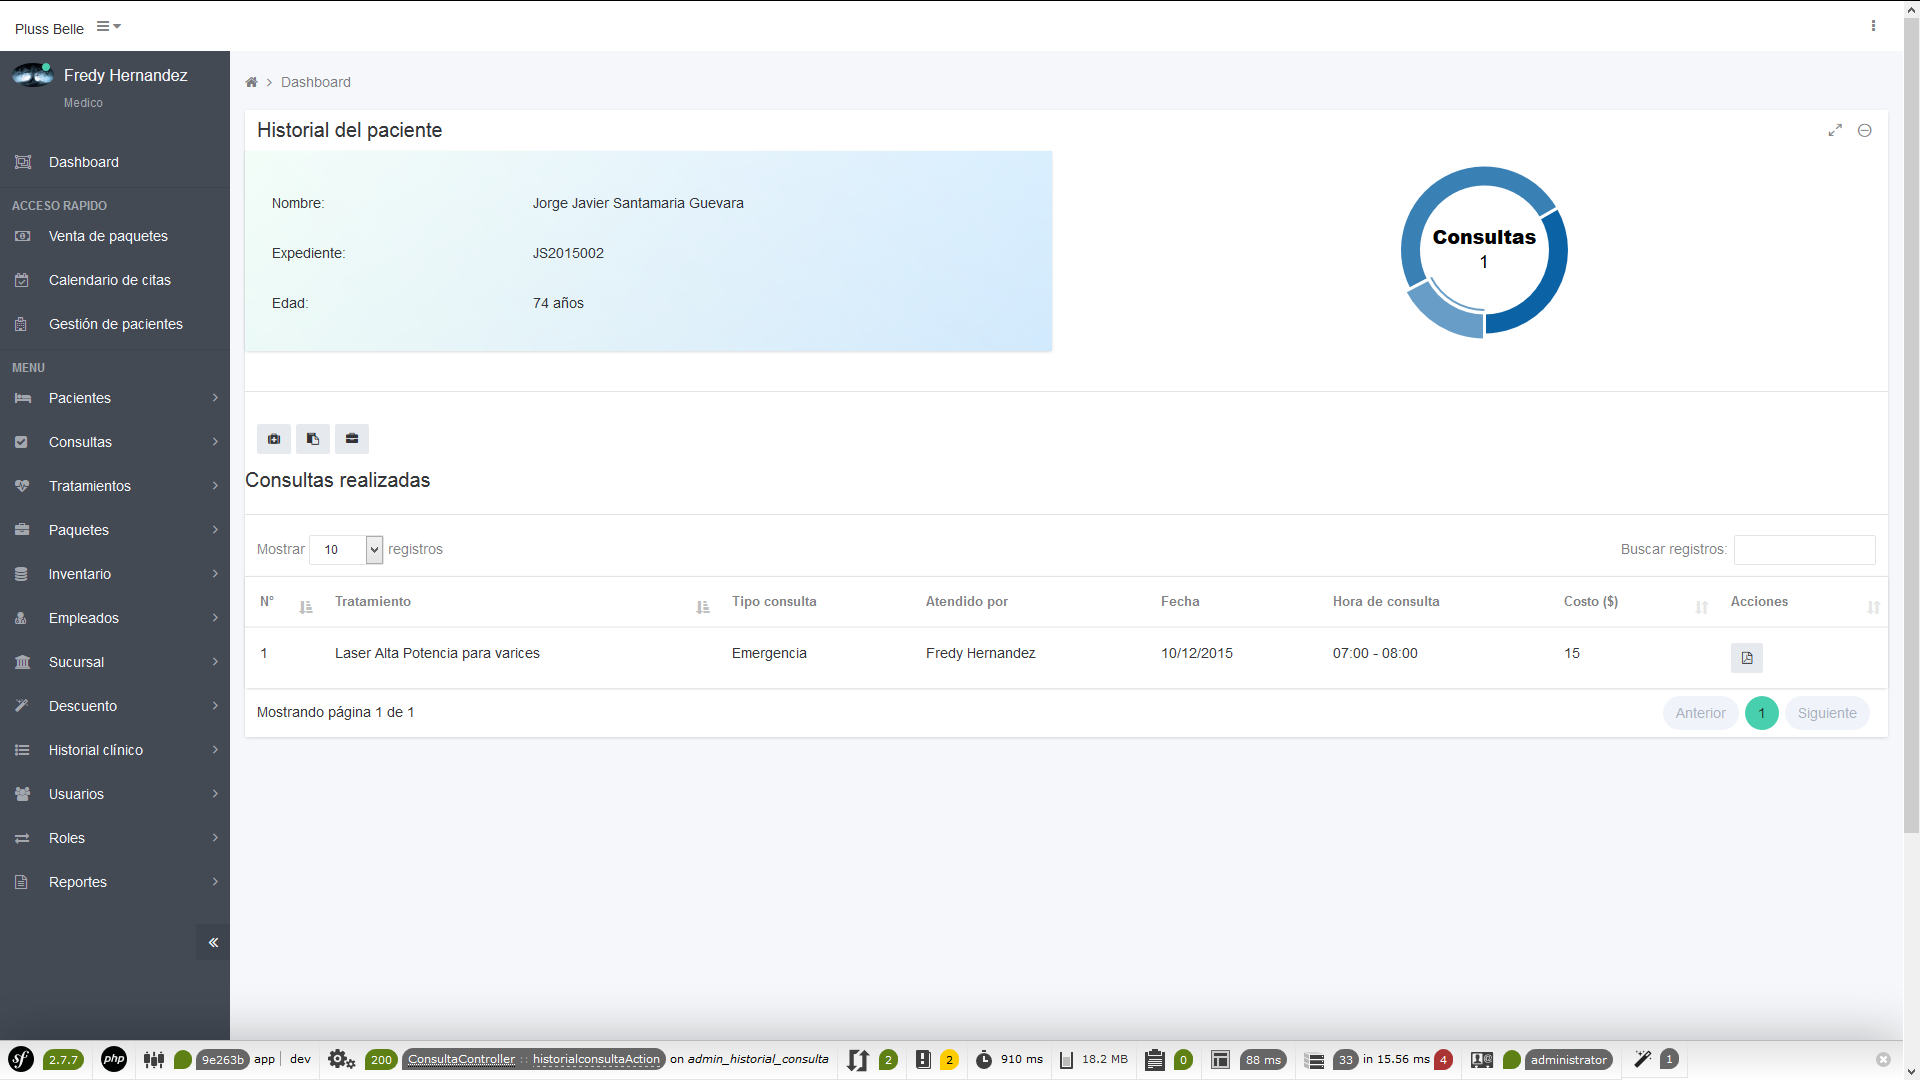 Pluss Belle
Fredy Hernandez
Medico
Dashboard
ACCESO RAPIDO
Venta de paquetes
Calendario de citas
Gestión de pacientes
MENU
Pacientes
Consultas
Tratamientos
Paquetes
Inventario
Empleados
Sucursal
Descuento
Historial clínico
Usuarios
Roles
Reportes
Dashboard
Historial del paciente
Nombre: Jorge Javier Santamaria Guevara
Expediente: JS2015002
Edad: 74 años
Consultas
1
Consultas realizadas
Mostrar 10 registros Buscar registros:
N° Tratamiento Tipo consulta Atendido por Fecha Hora de consulta Costo ($) Acciones
1 Laser Alta Potencia para varices Emergencia Fredy Hernandez 10/12/2015 07:00 - 08:00 15
Mostrando página 1 de 1 Anterior 1 Siguiente
sf 2.7.7 php 9e263b app dev 200 ConsultaController :: historialconsultaAction on admin_historial_consulta 2 2 910 ms 18.2 MB 0 88 ms 33 in 15.56 ms 4 administrator 1